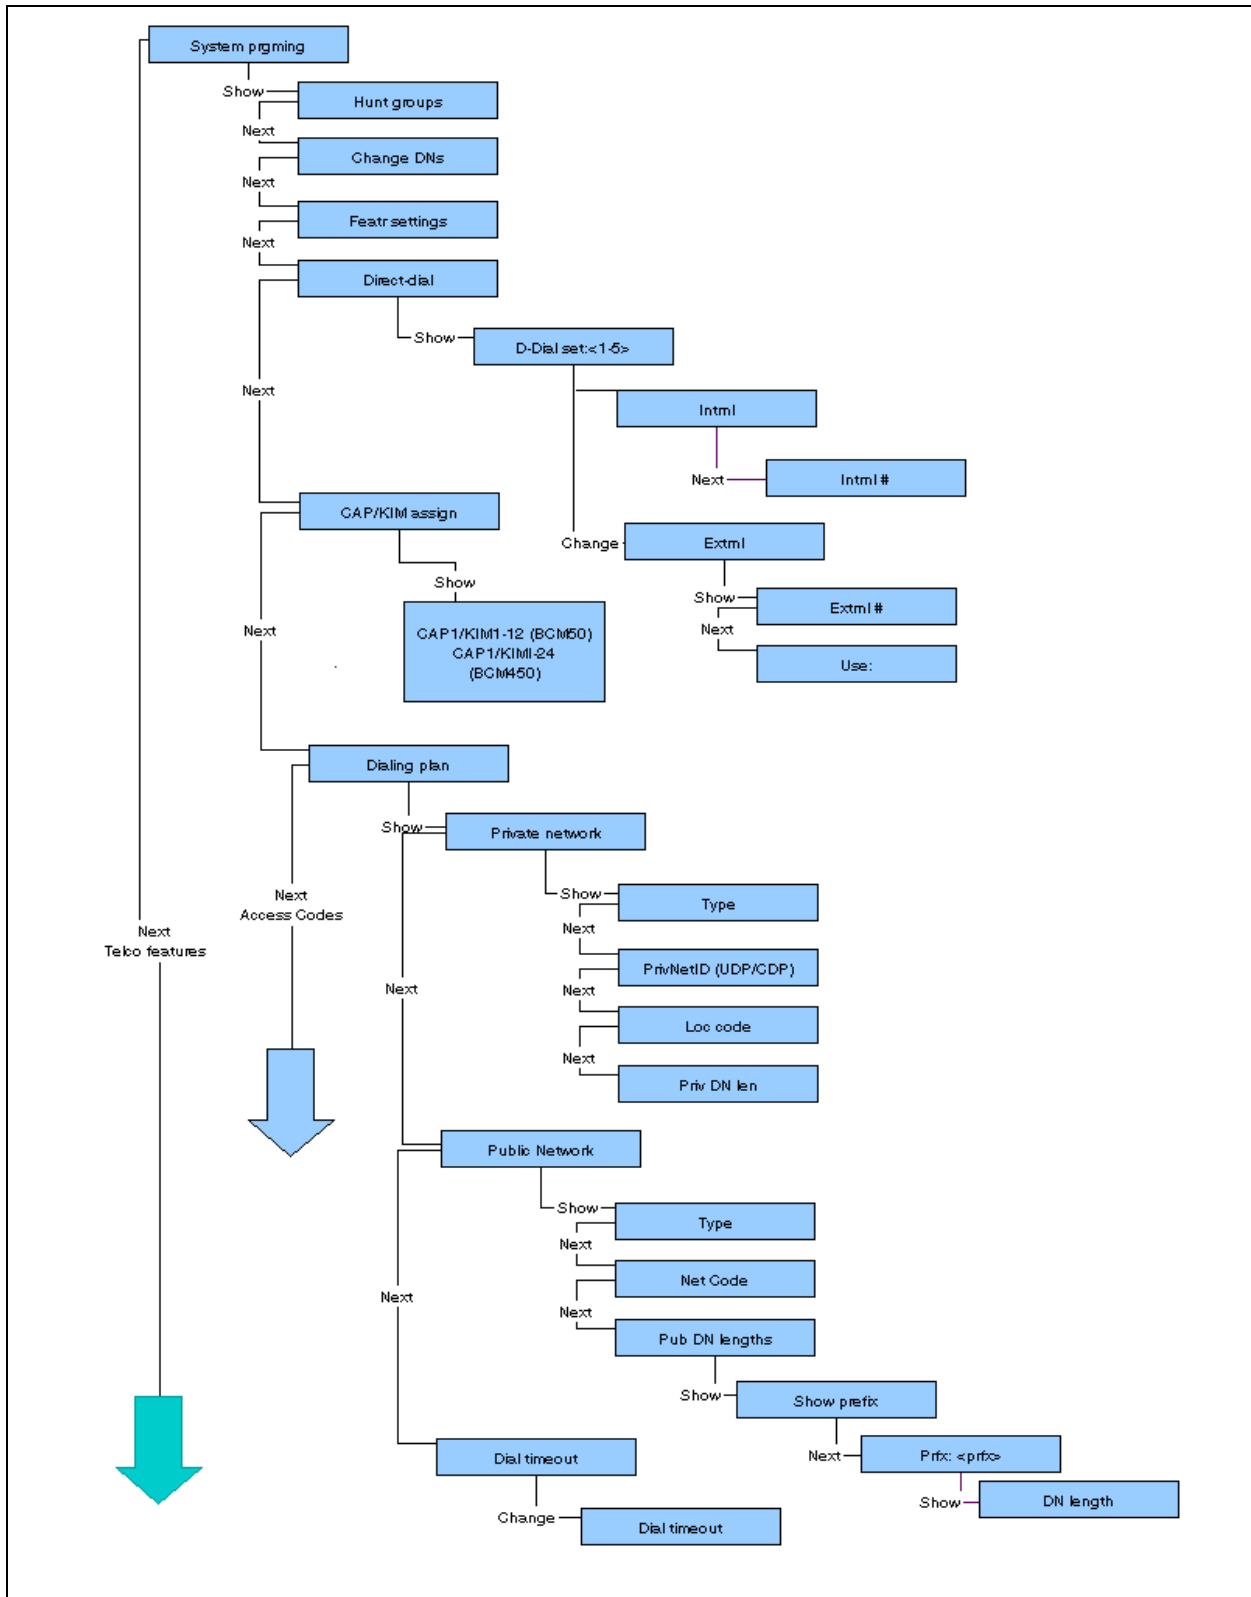 System prgming
Show
Hunt groups
Next
Change DNs
Next
Featr settings
Next
Direct-dial
Show
D-Dial set:<1-5>
Next
Intrnl
Next
Intrnl #
CAP/KIM assign
Change
Extrnl
Show
Show
Extrnl #
CAP1/KIM1-12 (BCM50)
CAP1/KIMI-24
(BCM450)
Next
Next
Use:
Dialing plan
Show
Private network
Next
Access Codes
Show
Type
Next
Telco features
Next
PrivNetID (UDP/CDP)
Next
Next
Loc code
Next
Priv DN len
Public Network
Show
Type
Next
Net Code
Next
Next
Pub DN lengths
Show
Show prefix
Dial timeout
Next
Prfx: <prfx>
Show
DN length
Change
Dial timeout